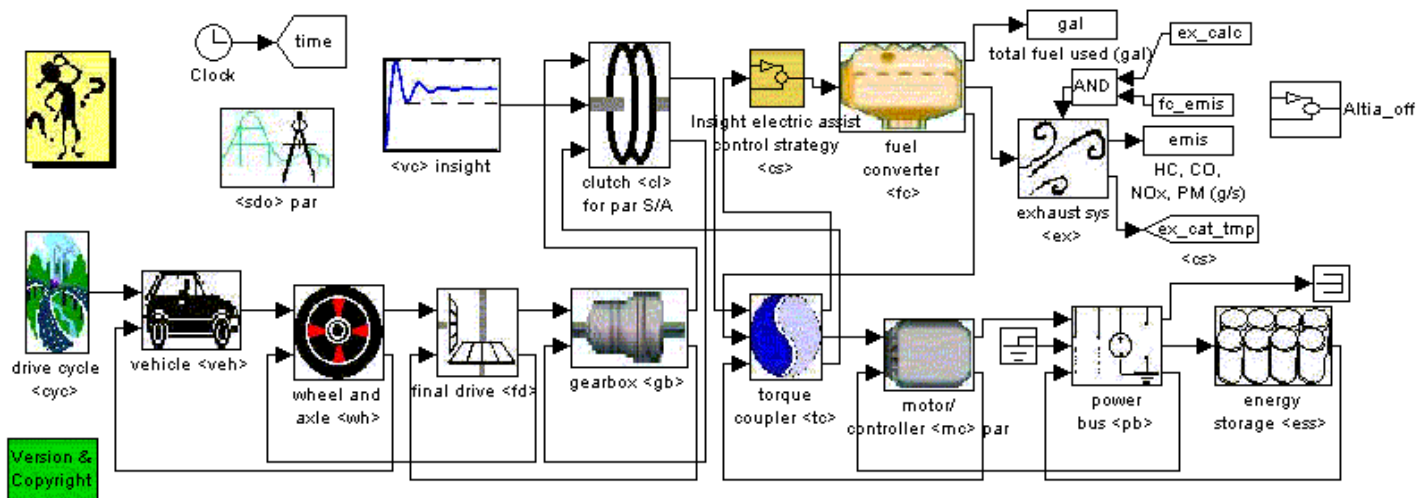 time
Clock
<sdo> par
<vc> insight
clutch <cl>
for par S/A
Insight electric assist
control strategy
<cs>
fuel
converter
<fc>
gal
total fuel used (gal)
ex_calc
AND
fc_emis
emis
HC, CO,
NOx, PM (g/s)
exhaust sys
<ex>
ex_cat_tmp
<cs>
Altia_off
drive cycle
<cyc>
vehicle <veh>
wheel and
axle <wh>
final drive <fd>
gearbox <gb>
torque
coupler <tc>
motor/
controller <mc> par
power
bus <pb>
energy
storage <ess>
Version &
Copyright